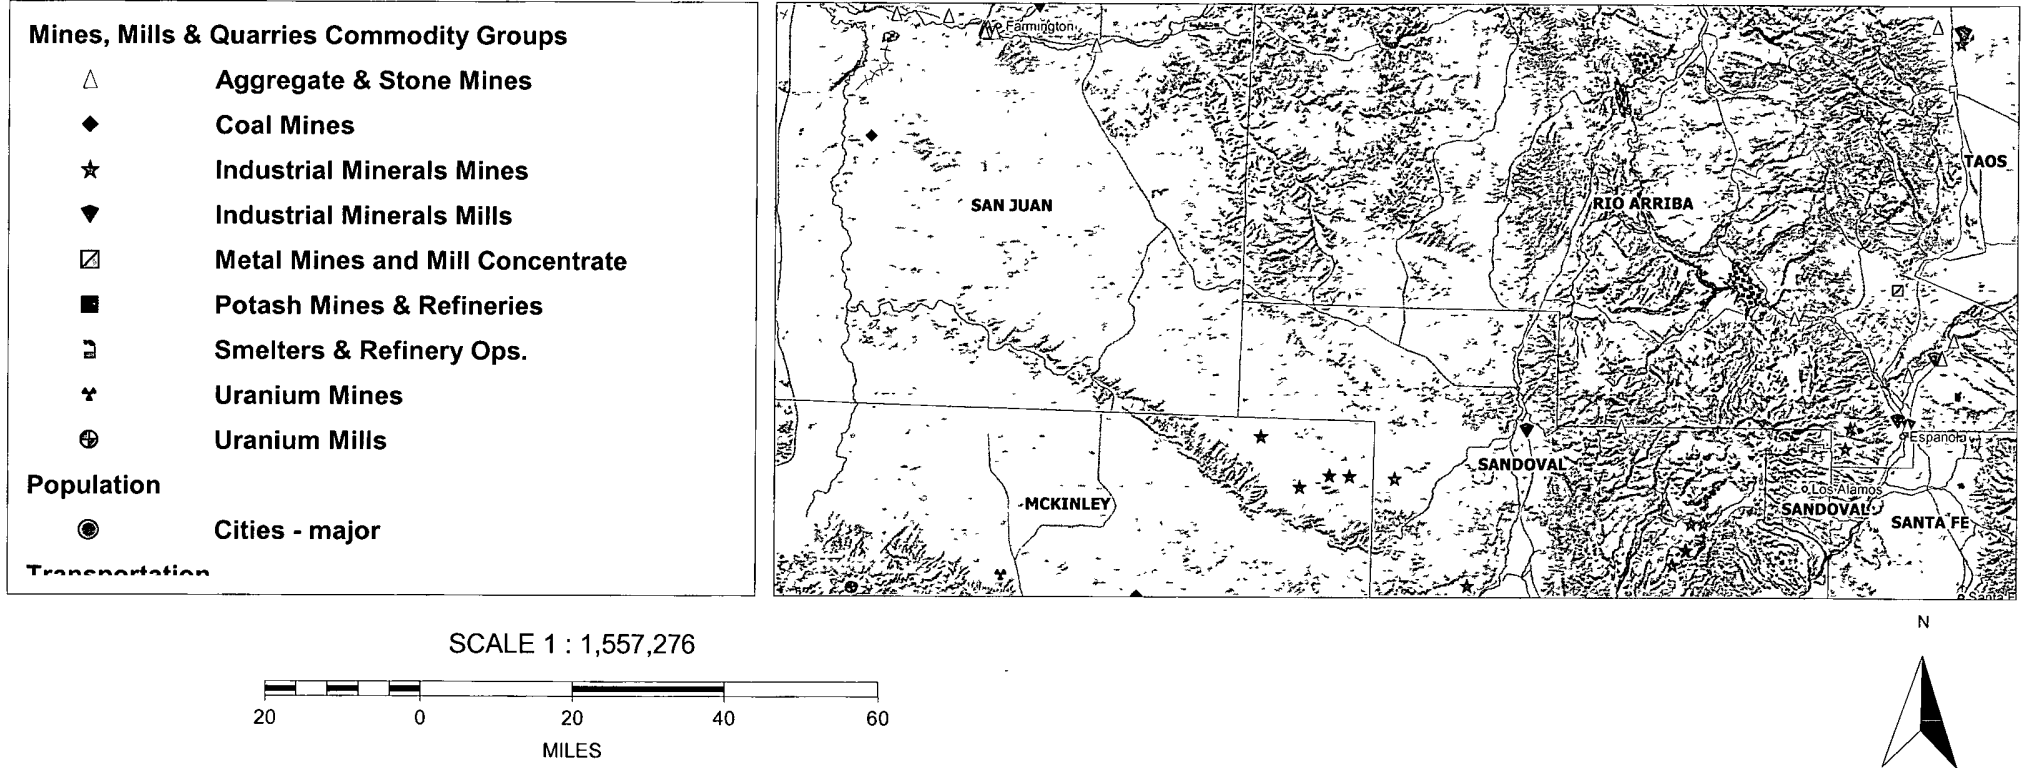 Mines, Mills & Quarries Commodity Groups
Aggregate & Stone Mines
Coal Mines
Industrial Minerals Mines
Industrial Minerals Mills
Metal Mines and Mill Concentrate
Potash Mines & Refineries
Smelters & Refinery Ops.
Uranium Mines
Uranium Mills
Population
Cities - major
Transportation
Farmington
TAOS
SAN JUAN
RIO ARRIBA
Espanola
SANDOVAL
MCKINLEY
Los Alamos
SANDOVAL
SANTA FE
SCALE 1 : 1,557,276
20 0 20 40 60
MILES
N